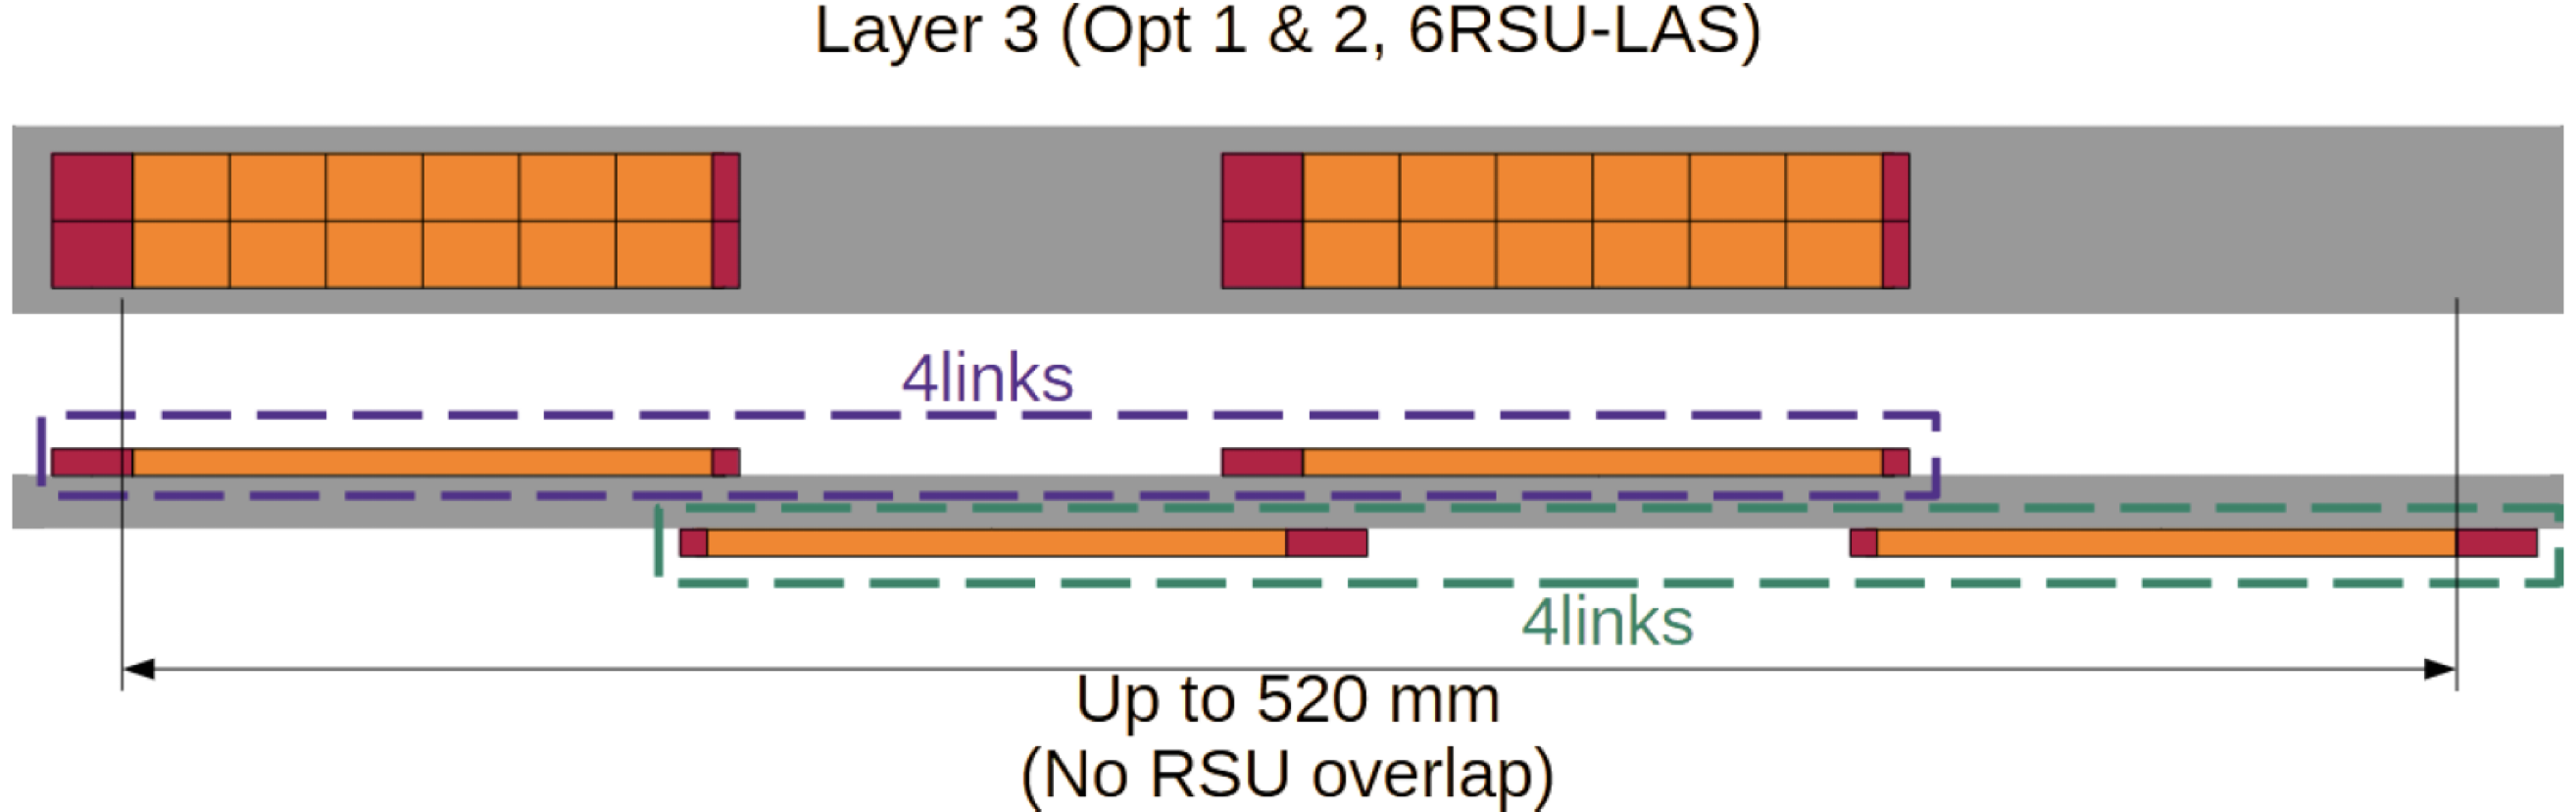 Layer 3 (Opt 1 & 2, 6RSU-LAS)
4links
4links
Up to 520 mm
(No RSU overlap)